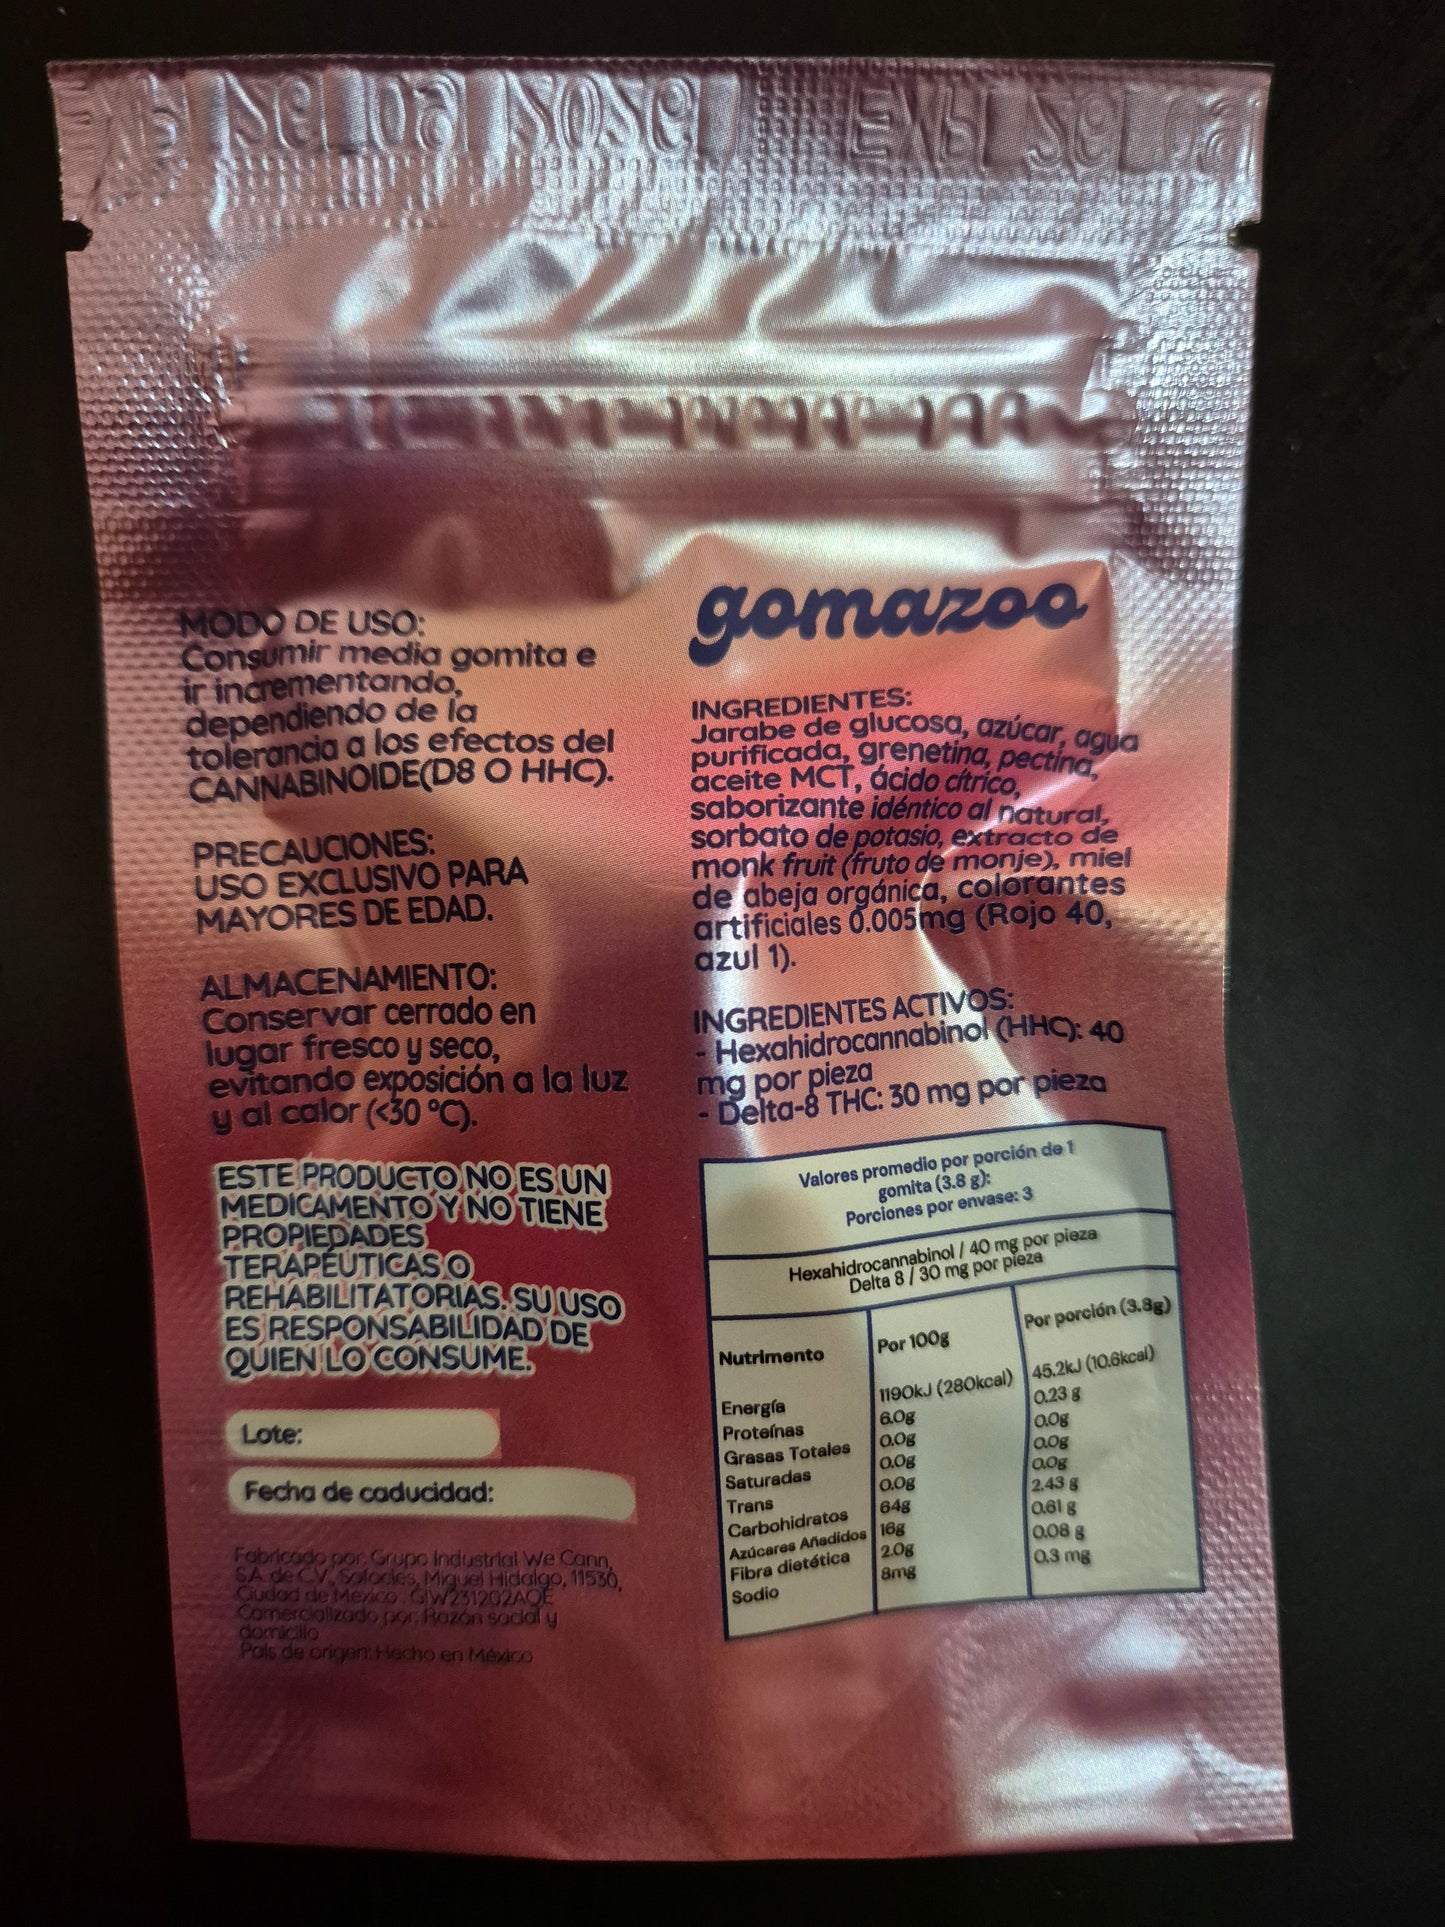 MODO DE USO:
Consumir media gomita e
ir incrementando,
dependiendo de la
tolerancia a los efectos del
CANNABINOIDE(D8 O HHC).
PRECAUCIONES:
USO EXCLUSIVO PARA
MAYORES DE EDAD.
ALMACENAMIENTO:
Conservar cerrado en
lugar fresco y seco,
evitando exposición a la luz
y al calor (<30 °C).
ESTE PRODUCTO NO ES UN
MEDICAMENTO Y NO TIENE
PROPIEDADES
TERAPÉUTICAS O
REHABILITATORIAS. SU USO
ES RESPONSABILIDAD DE
QUIEN LO CONSUME.
Lote:
Fecha de caducidad:
Fabricado por: Grupo Industrial We Cann,
S.A. de C.V., Sófocles, Miguel Hidalgo, 11530,
Ciudad de México. GIW231202AQE
Comercializado por: Razón social y
domicilio
País de origen: Hecho en México
gomazoo
INGREDIENTES:
Jarabe de glucosa, azúcar, agua
purificada, grenetina, pectina,
aceite MCT, ácido cítrico,
saborizante idéntico al natural,
sorbato de potasio, extracto de
monk fruit (fruto de monje), miel
de abeja orgánica, colorantes
artificiales 0.005mg (Rojo 40,
azul 1).
INGREDIENTES ACTIVOS:
- Hexahidrocannabinol (HHC): 40
mg por pieza
- Delta-8 THC: 30 mg por pieza
Valores promedio por porción de 1
gomita (3.8 g):
Porciones por envase: 3
Hexahidrocannabinol / 40 mg por pieza
Delta 8 / 30 mg por pieza
Nutrimento Por 100g Por porción (3.8g)
Energía 1190kJ (280kcal) 45.2kJ (10.6kcal)
Proteínas 6.0g 0.23 g
Grasas Totales 0.0g 0.0g
Saturadas 0.0g 0.0g
Trans 0.0g 0.0g
Carbohidratos 64g 2.43 g
Azúcares Añadidos 16g 0.61 g
Fibra dietética 2.0g 0.08 g
Sodio 8mg 0.3 mg